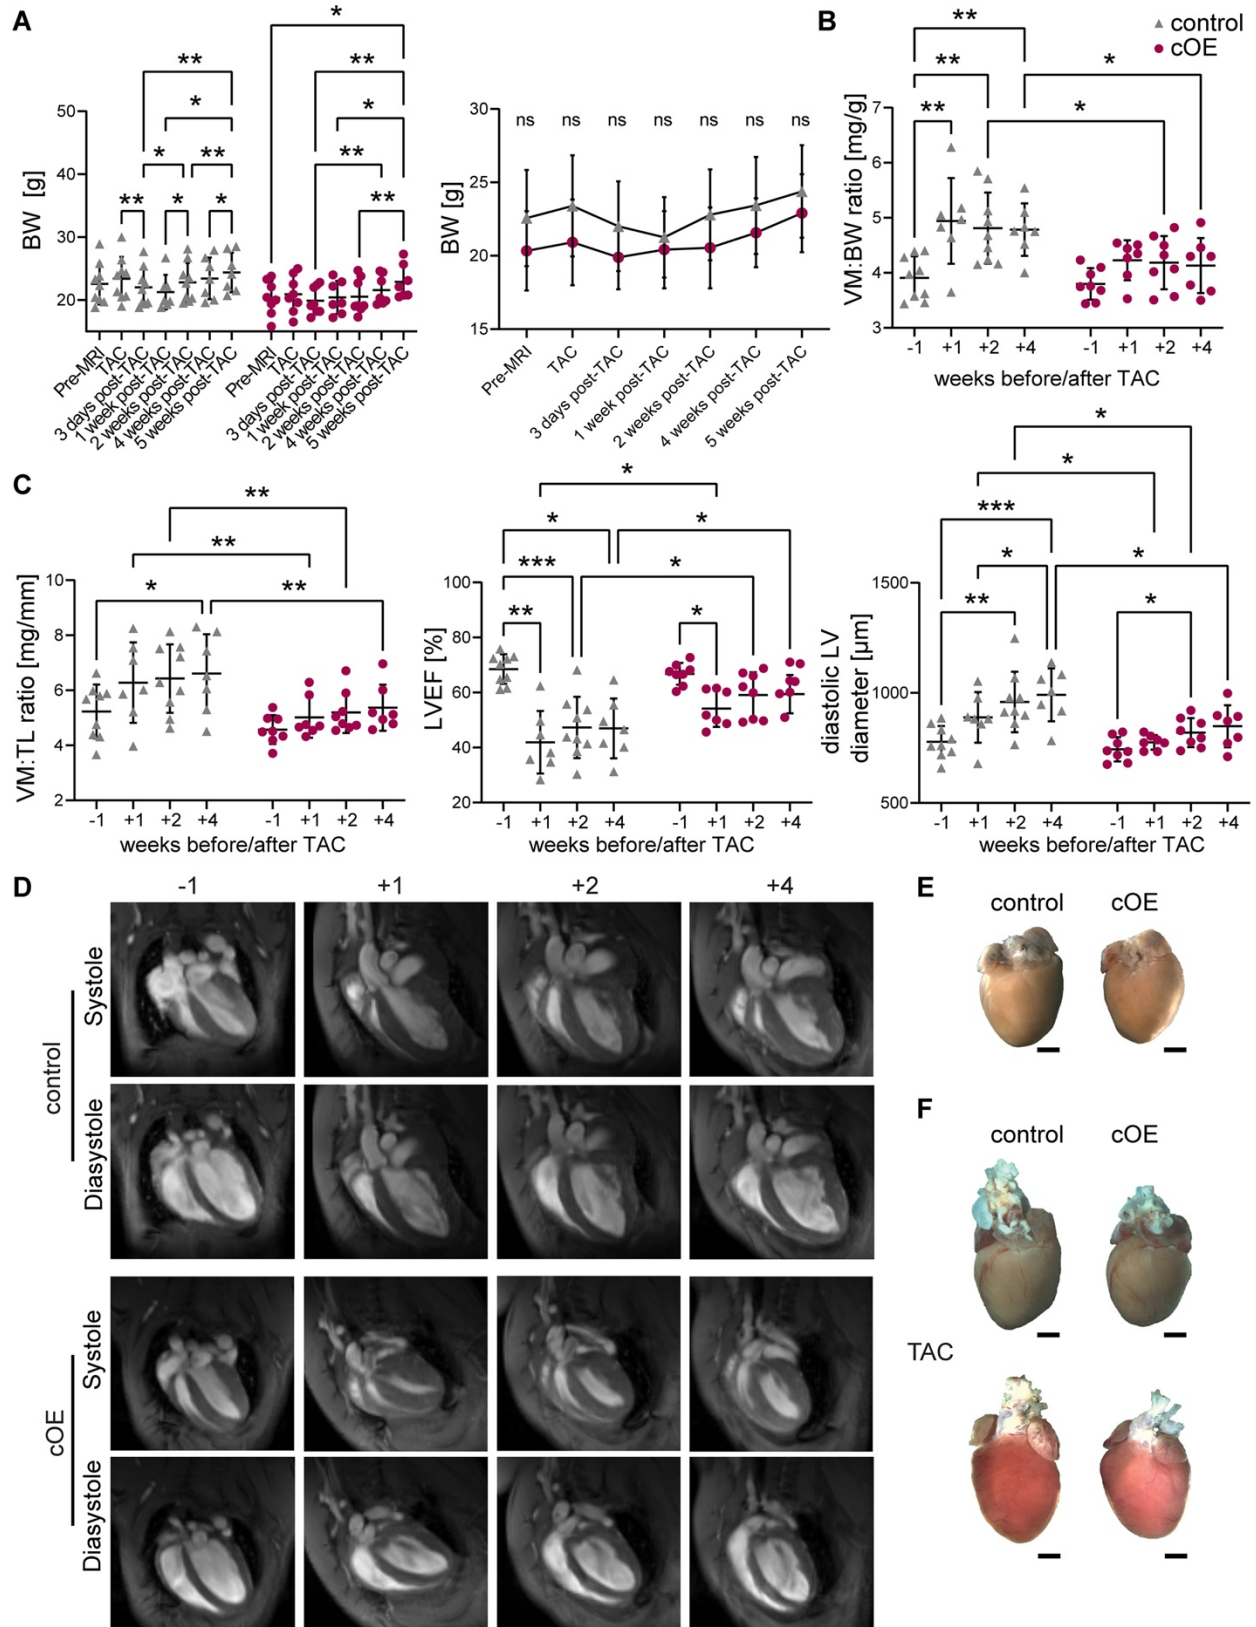 A
B
control
cOE
*
**
**
**
*
*
*
*
**
*
**
**
**
*
*
**
**
BW [g]
50
40
30
20
Pre-MRI
TAC
3 days post-TAC
1 week post-TAC
2 weeks post-TAC
4 weeks post-TAC
5 weeks post-TAC
Pre-MRI
TAC
3 days post-TAC
1 week post-TAC
2 weeks post-TAC
4 weeks post-TAC
5 weeks post-TAC
BW [g]
30
25
20
15
ns ns ns ns ns ns ns
Pre-MRI
TAC
3 days post-TAC
1 week post-TAC
2 weeks post-TAC
4 weeks post-TAC
5 weeks post-TAC
VM:BW ratio [mg/g]
7
6
5
4
3
-1 +1 +2 +4 -1 +1 +2 +4
weeks before/after TAC
C
**
**
*
**
VM:TL ratio [mg/mm]
10
8
6
4
2
-1 +1 +2 +4 -1 +1 +2 +4
weeks before/after TAC
*
*
*
***
*
**
*
LVEF [%]
100
80
60
40
20
-1 +1 +2 +4 -1 +1 +2 +4
weeks before/after TAC
*
*
***
*
*
**
*
diastolic LV
diameter [µm]
1500
1000
500
-1 +1 +2 +4 -1 +1 +2 +4
weeks before/after TAC
D
-1 +1 +2 +4
control
Systole
Diasystole
cOE
Systole
Diasystole
E
control cOE
F
control cOE
TAC